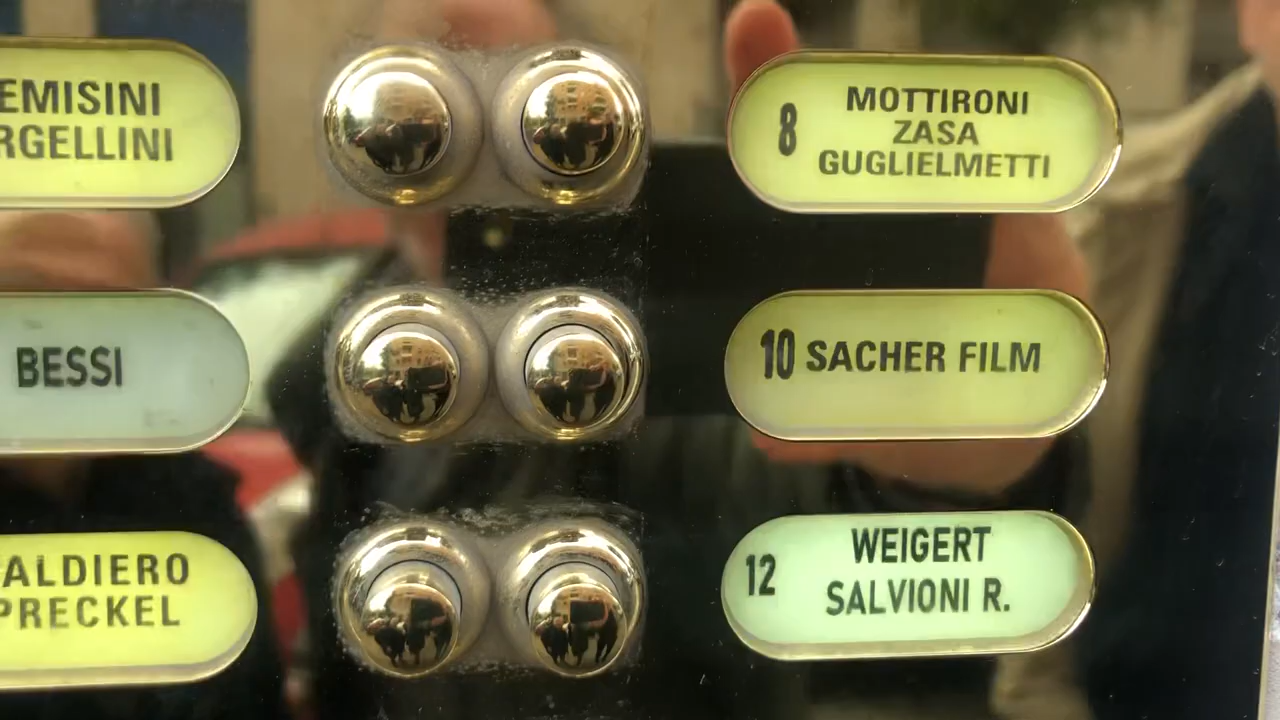 EMISINI
RGELLINI
8 MOTTIRONI
ZASA
GUGLIELMETTI
BESSI
10 SACHER FILM
ALDIERO
PRECKEL
12 WEIGERT
SALVIONI R.